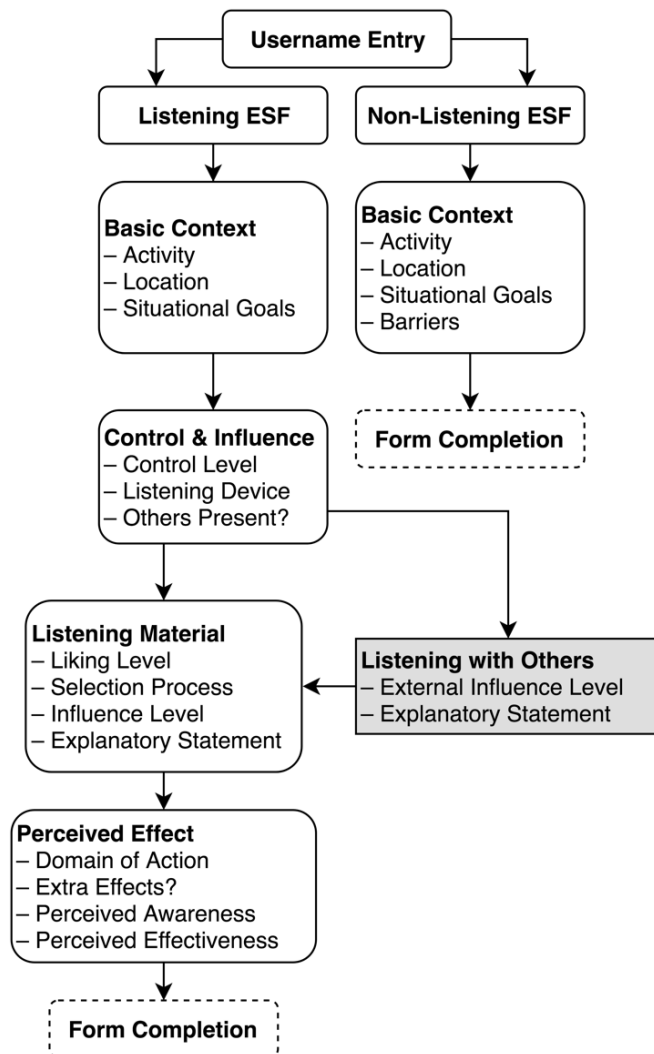 Username Entry
Listening ESF
Non-Listening ESF
Basic Context
– Activity
– Location
– Situational Goals
Basic Context
– Activity
– Location
– Situational Goals
– Barriers
Control & Influence
– Control Level
– Listening Device
– Others Present?
Form Completion
Listening Material
– Liking Level
– Selection Process
– Influence Level
– Explanatory Statement
Listening with Others
– External Influence Level
– Explanatory Statement
Perceived Effect
– Domain of Action
– Extra Effects?
– Perceived Awareness
– Perceived Effectiveness
Form Completion